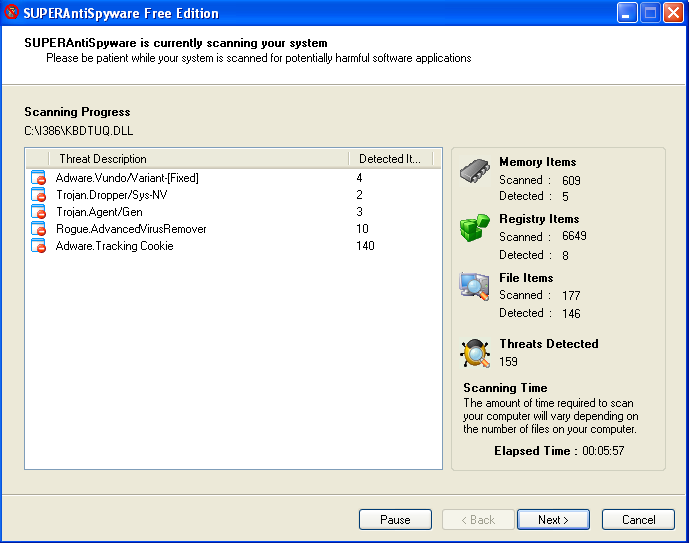 SUPERAntiSpyware Free Edition
SUPERAntiSpyware is currently scanning your system
Please be patient while your system is scanned for potentially harmful software applications
Scanning Progress
C:\I386\KBDTUQ.DLL
Threat Description Detected It...
Adware.Vundo/Variant-[Fixed] 4
Trojan.Dropper/Sys-NV 2
Trojan.Agent/Gen 3
Rogue.AdvancedVirusRemover 10
Adware.Tracking Cookie 140
Memory Items
Scanned : 609
Detected : 5
Registry Items
Scanned : 6649
Detected : 8
File Items
Scanned : 177
Detected : 146
Threats Detected
159
Scanning Time
The amount of time required to scan
your computer will vary depending on
the number of files on your computer.
Elapsed Time : 00:05:57
Pause < Back Next > Cancel